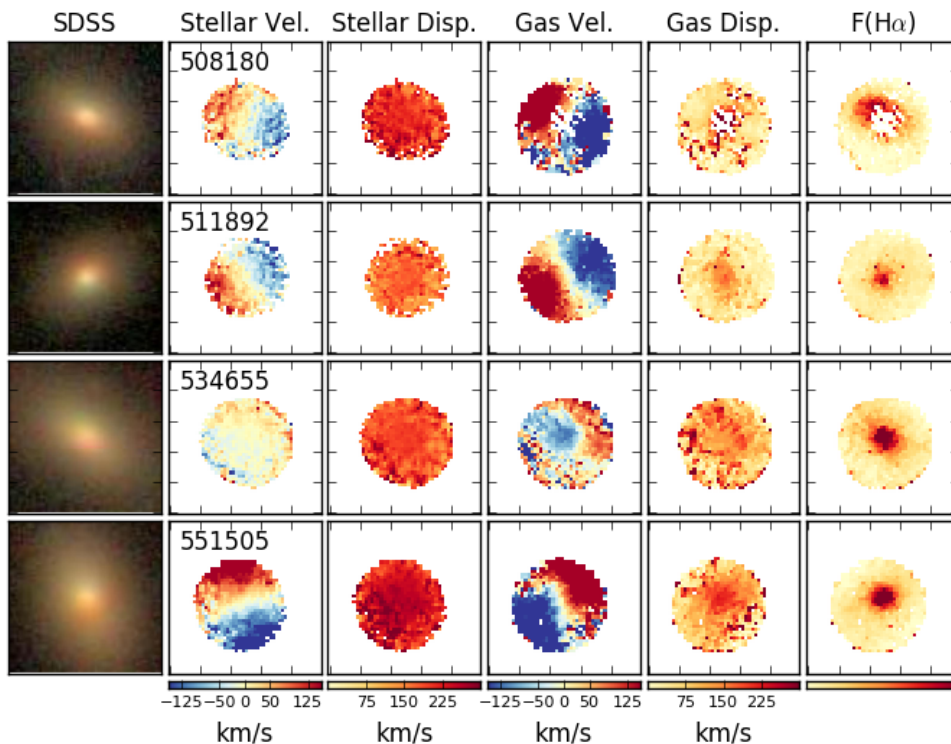 SDSS Stellar Vel. Stellar Disp. Gas Vel. Gas Disp. F(Hα)
508180
511892
534655
551505
−125 −50 0 50 125 75 150 225 −125 −50 0 50 125 75 150 225
km/s km/s km/s km/s